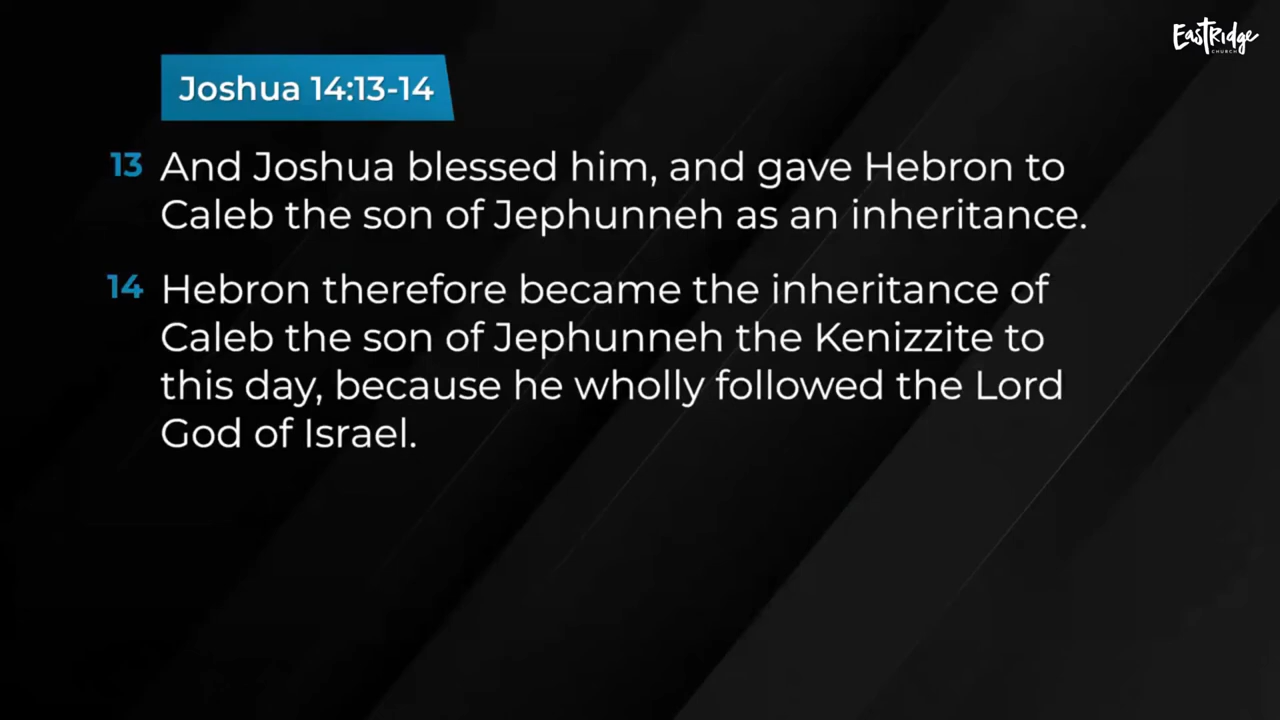 EastRidge
CHURCH
Joshua 14:13-14
13 And Joshua blessed him, and gave Hebron to
Caleb the son of Jephunneh as an inheritance.
14 Hebron therefore became the inheritance of
Caleb the son of Jephunneh the Kenizzite to
this day, because he wholly followed the Lord
God of Israel.